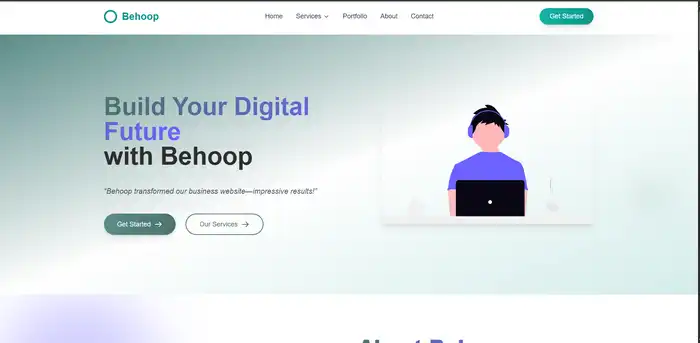 Behoop
Home Services Portfolio About Contact
Get Started
Build Your Digital
Future
with Behoop
"Behoop transformed our business website—impressive results!"
Get Started → Our Services →